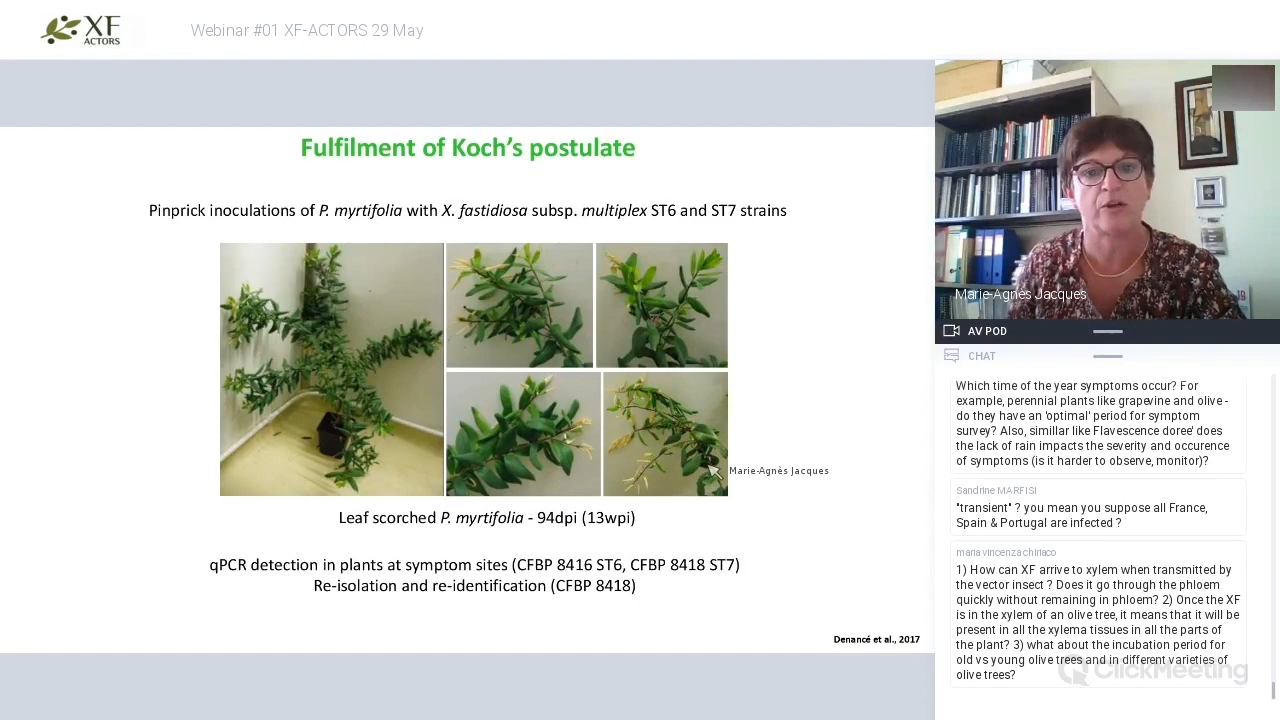 XF
ACTORS
Webinar #01 XF-ACTORS 29 May
Fulfilment of Koch's postulate
Pinprick inoculations of P. myrtifolia with X. fastidiosa subsp. multiplex ST6 and ST7 strains
Marie-Agnès Jacques
Leaf scorched P. myrtifolia - 94dpi (13wpi)
qPCR detection in plants at symptom sites (CFBP 8416 ST6, CFBP 8418 ST7)
Re-isolation and re-identification (CFBP 8418)
Denancé et al., 2017
Marie-Agnès Jacques
AV POD
CHAT
Which time of the year symptoms occur? For
example, perennial plants like grapevine and olive -
do they have an 'optimal' period for symptom
survey? Also, simillar like Flavescence doree' does
the lack of rain impacts the severity and occurence
of symptoms (is it harder to observe, monitor)?
Sandrine MARFISI
"transient" ? you mean you suppose all France,
Spain & Portugal are infected ?
maria vincenza chiriaco
1) How can XF arrive to xylem when transmitted by
the vector insect ? Does it go through the phloem
quickly without remaining in phloem? 2) Once the XF
is in the xylem of an olive tree, it means that it will be
present in all the xylema tissues in all the parts of
the plant? 3) what about the incubation period for
old vs young olive trees and in different varieties of
olive trees?
ClickMeeting